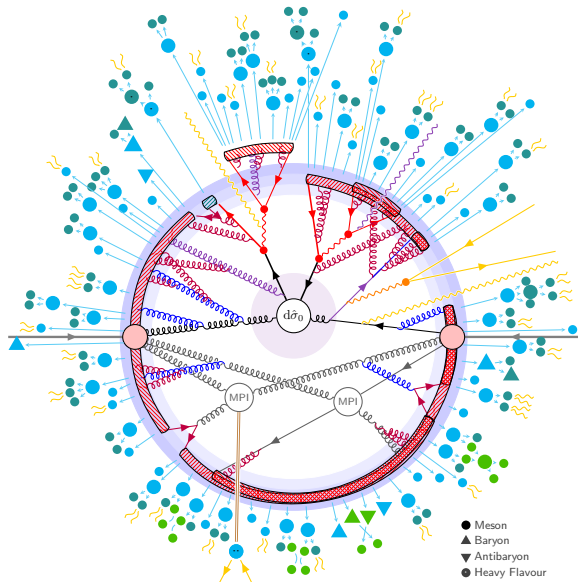 dσ̂₀
MPI
MPI
Meson
Baryon
Antibaryon
Heavy Flavour